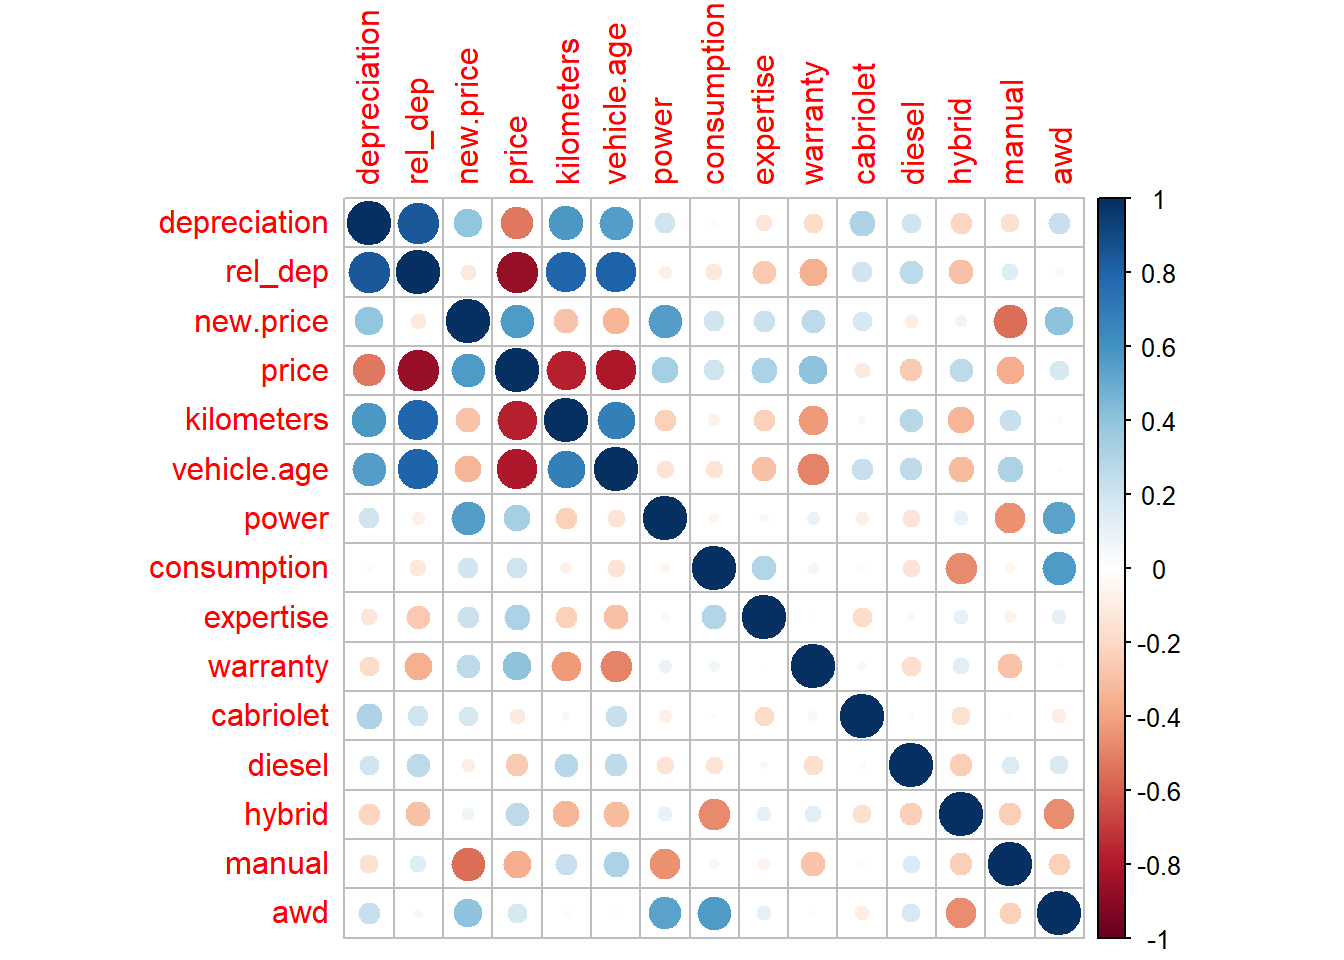 depreciation
rel_dep
new.price
price
kilometers
vehicle.age
power
consumption
expertise
warranty
cabriolet
diesel
hybrid
manual
awd
depreciation
rel_dep
new.price
price
kilometers
vehicle.age
power
consumption
expertise
warranty
cabriolet
diesel
hybrid
manual
awd
1
0.8
0.6
0.4
0.2
0
-0.2
-0.4
-0.6
-0.8
-1